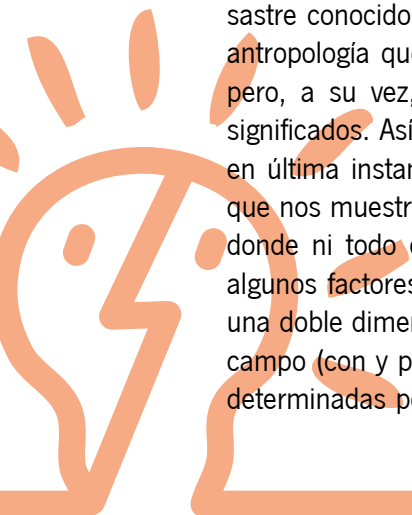 sastre conocido
antropología que
pero, a su vez,
significados. Así
en última instan
que nos muestr
donde ni todo
algunos factores
una doble dimen
campo (con y p
determinadas p